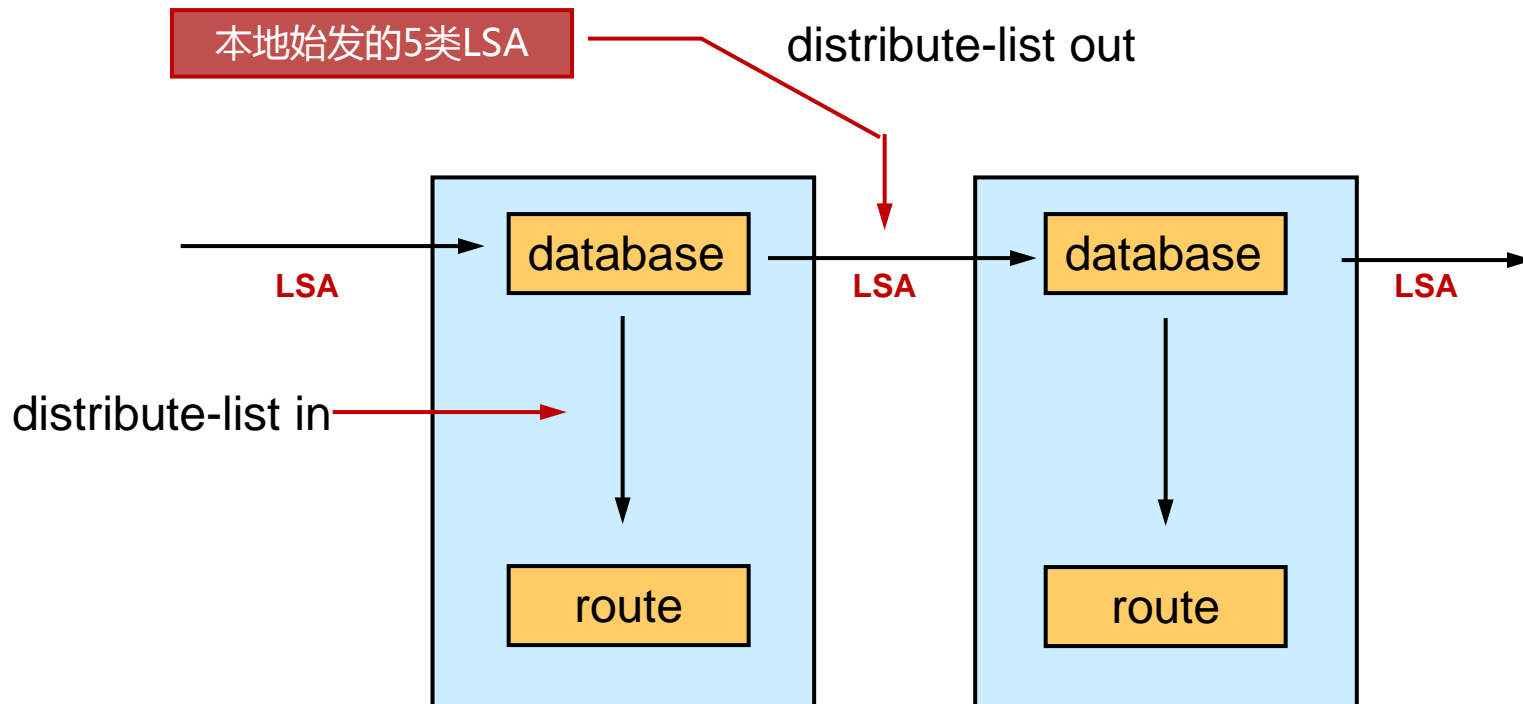 本地始发的5类LSA
distribute-list out
database
database
LSA
LSA
LSA
distribute-list in
route
route